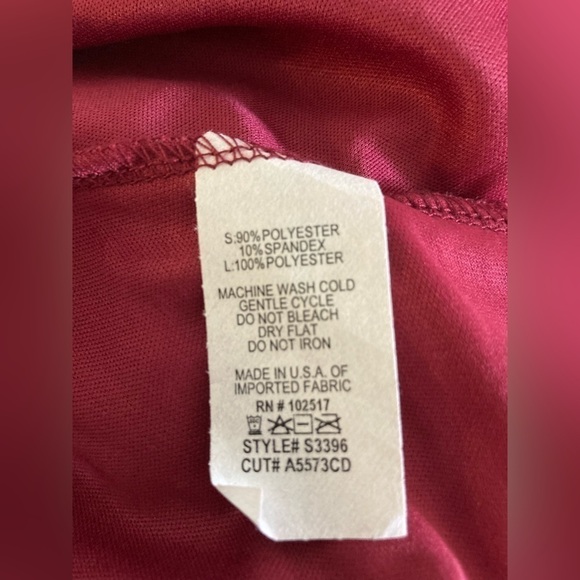 S:90%POLYESTER
10%SPANDEX
L:100%POLYESTER
MACHINE WASH COLD
GENTLE CYCLE
DO NOT BLEACH
DRY FLAT
DO NOT IRON
MADE IN U.S.A. OF
IMPORTED FABRIC
RN # 102517
STYLE# S3396
CUT# A5573CD